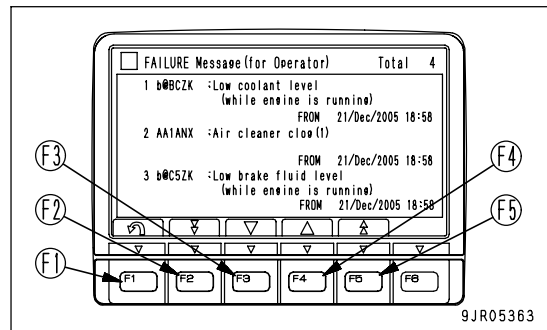 FAILURE Message(for Operator) Total 4
1 b@BCZK :Low coolant level
(while engine is running)
FROM 21/Dec/2005 18:58
2 AA1ANX :Air cleaner clog(1)
FROM 21/Dec/2005 18:58
3 b@C5ZK :Low brake fluid level
(while engine is running)
FROM 21/Dec/2005 18:58
F3
F4
F2
F5
F1
F1 F2 F3 F4 F5 F6
9JR05363